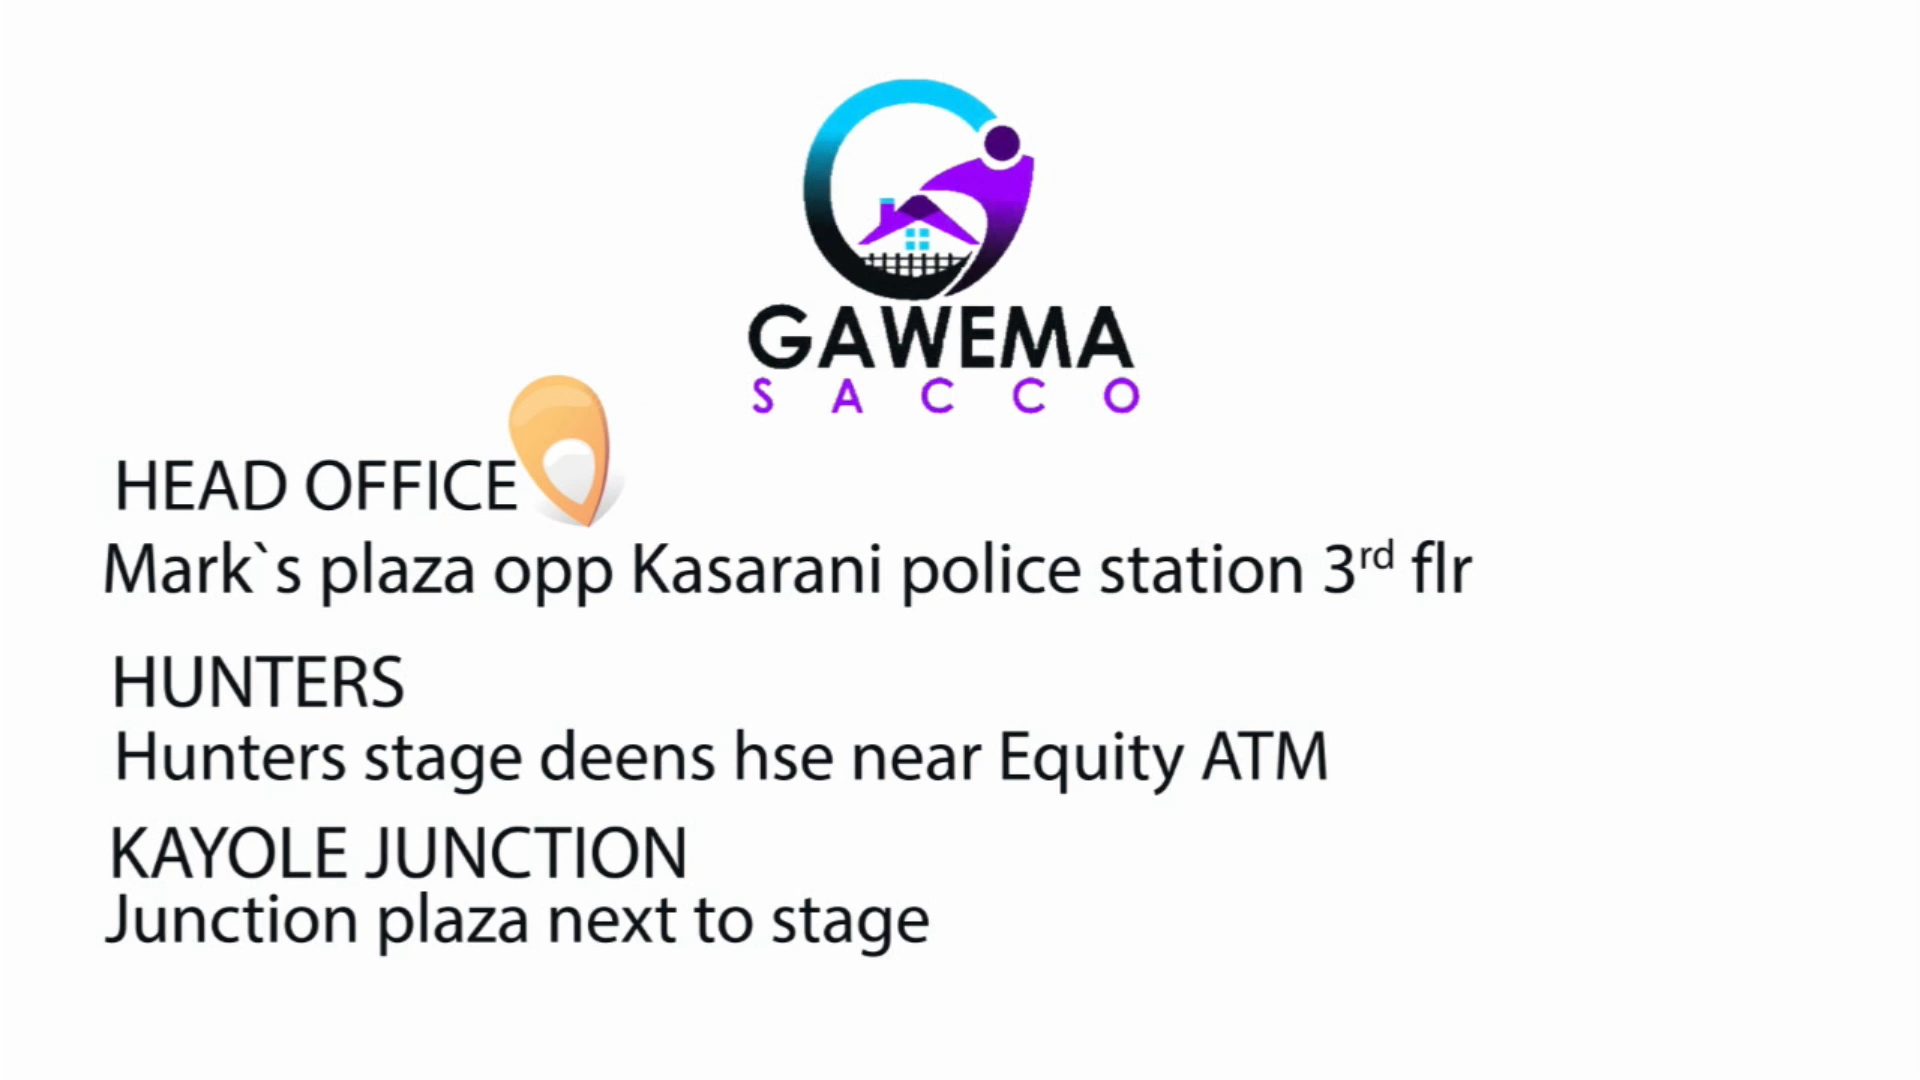 GAWEMA
SACCO
HEAD OFFICE
Mark`s plaza opp Kasarani police station 3rd flr
HUNTERS
Hunters stage deens hse near Equity ATM
KAYOLE JUNCTION
Junction plaza next to stage